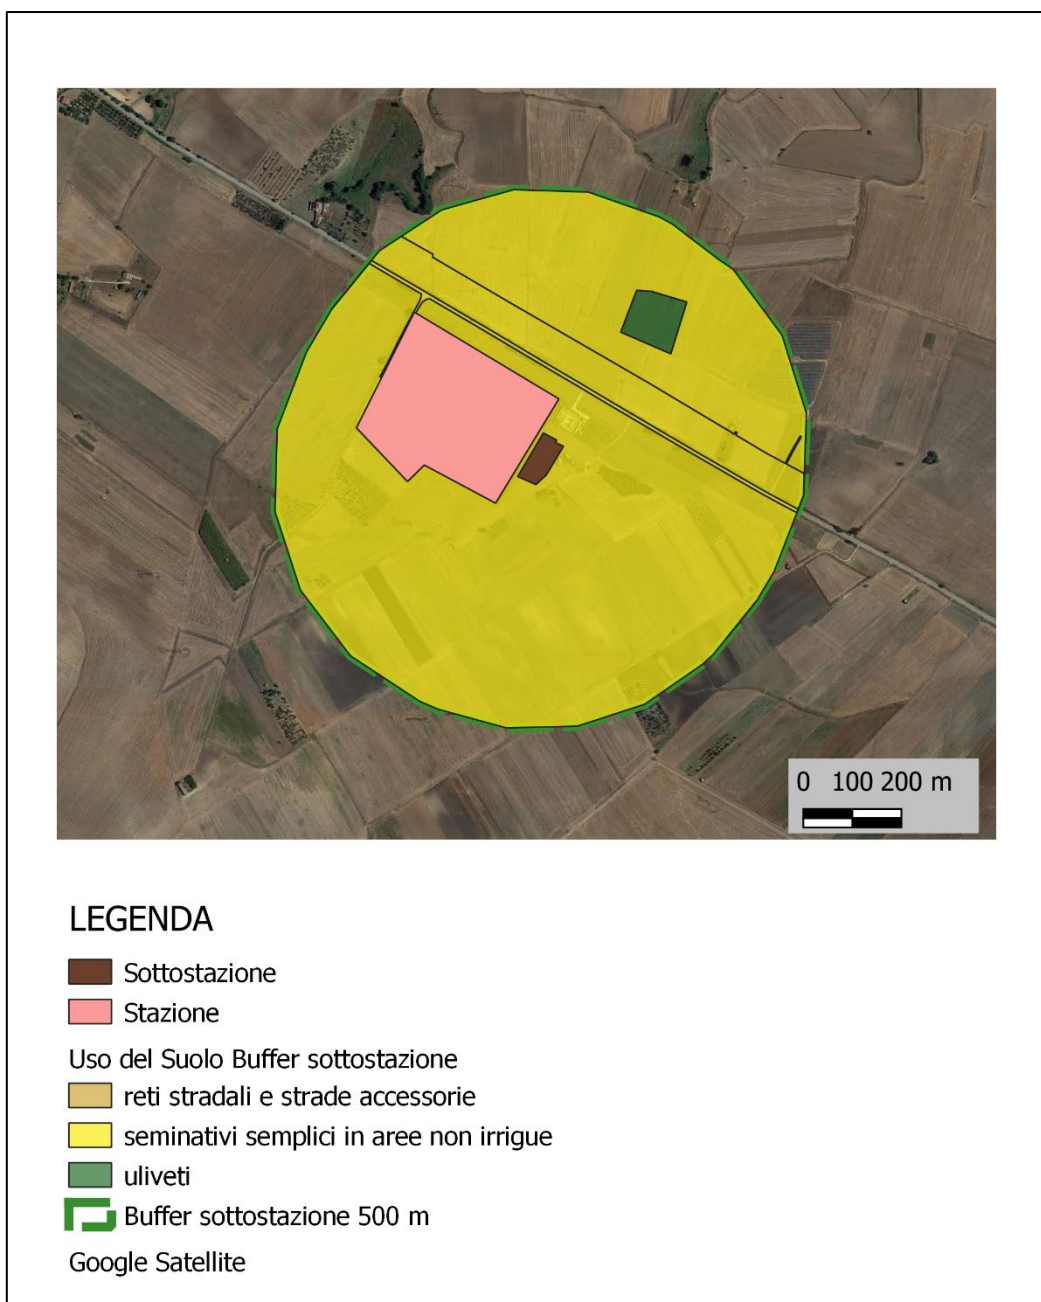 0 100 200 m
LEGENDA
Sottostazione
Stazione
Uso del Suolo Buffer sottostazione
reti stradali e strade accessorie
seminativi semplici in aree non irrigue
uliveti
Buffer sottostazione 500 m
Google Satellite